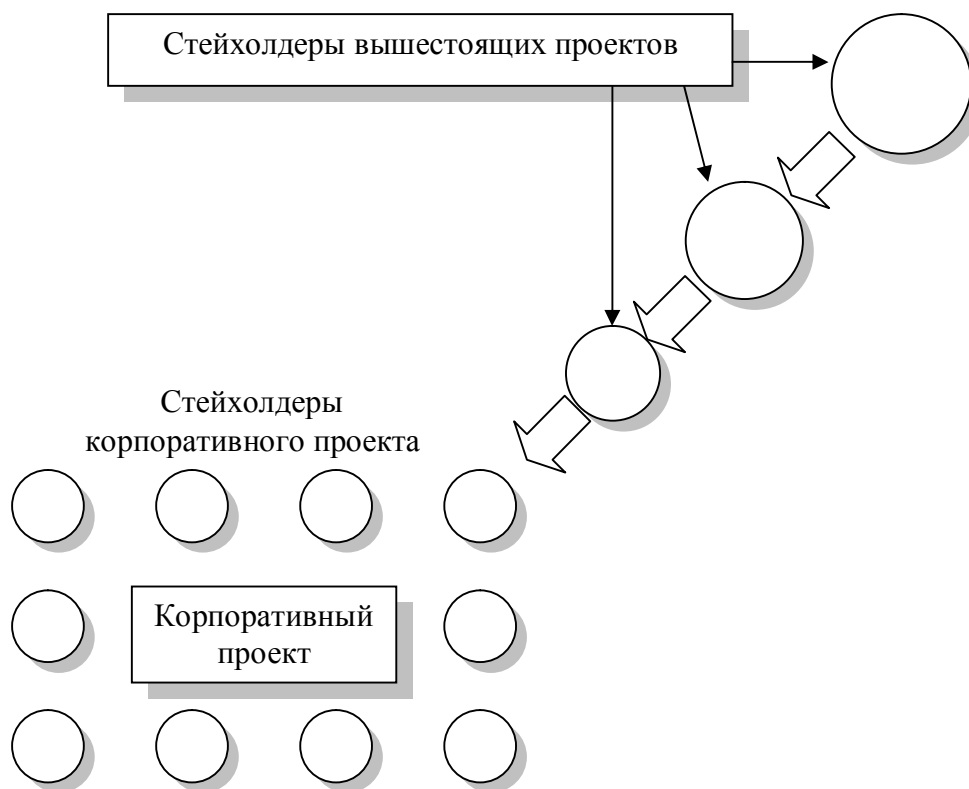 Стейхолдеры вышестоящих проектов
Стейхолдеры
корпоративного проекта
Корпоративный
проект